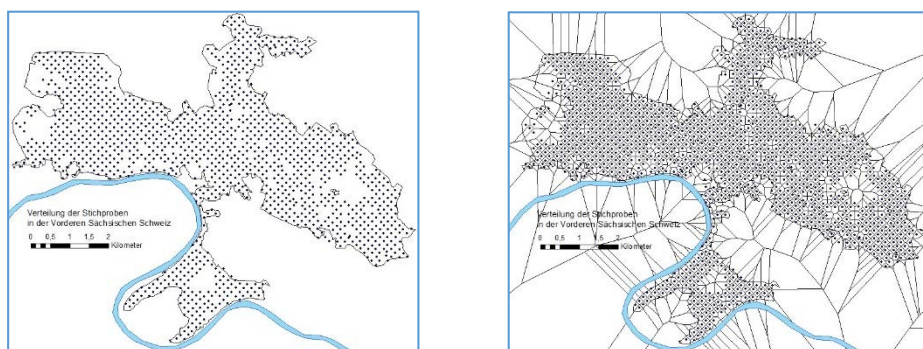 Verteilung der Stichproben
in der Vorderen Sächsischen Schweiz
0 0,5 1 1,5 2
Kilometer
Verteilung der Stichproben
in der Vorderen Sächsischen Schweiz
0 0,5 1 1,5 2
Kilometer